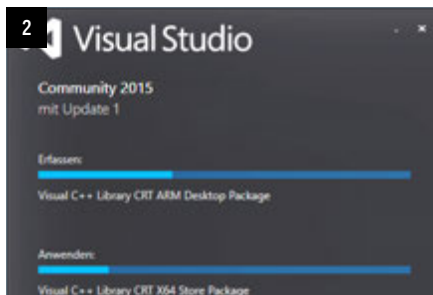 2
Visual Studio
Community 2015
mit Update 1
Erfassen:
Visual C++ Library CRT ARM Desktop Package
Anwenden:
Visual C++ Library CRT X64 Store Package